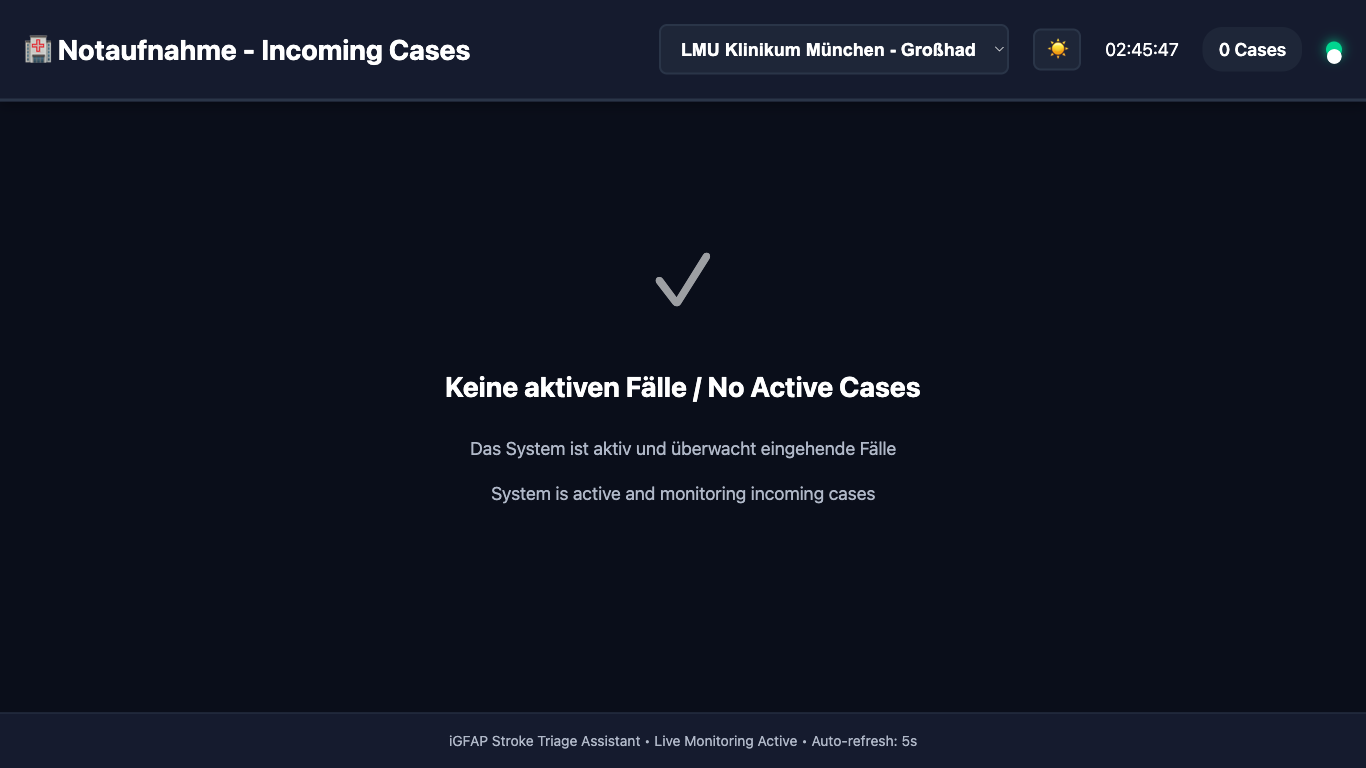 Notaufnahme - Incoming Cases
LMU Klinikum München - Großhad
02:45:47
0 Cases
Keine aktiven Fälle / No Active Cases
Das System ist aktiv und überwacht eingehende Fälle
System is active and monitoring incoming cases
iGFAP Stroke Triage Assistant • Live Monitoring Active • Auto-refresh: 5s